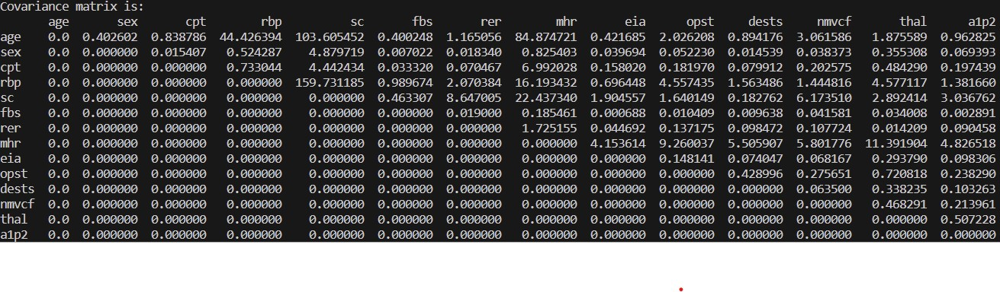 Covariance matrix is:
age sex cpt rbp sc fbs rer mhr eia opst dests nmvcf thal a1p2
age 0.0 0.402602 0.838786 44.426394 103.605452 0.400248 1.165056 84.874721 0.421685 2.026208 0.894176 3.061586 1.875589 0.962825
sex 0.0 0.000000 0.015407 0.524287 4.879719 0.007022 0.018340 0.825403 0.039694 0.052230 0.014539 0.038373 0.355308 0.069393
cpt 0.0 0.000000 0.000000 0.733044 4.442434 0.033320 0.070467 6.992028 0.158020 0.181970 0.079912 0.202575 0.484290 0.197439
rbp 0.0 0.000000 0.000000 0.000000 159.731185 0.989674 2.070384 16.193432 0.696448 4.557435 1.563486 1.444816 4.577117 1.381660
sc 0.0 0.000000 0.000000 0.000000 0.000000 0.463307 8.647005 22.437340 1.904557 1.640149 0.182762 6.173510 2.892414 3.036762
fbs 0.0 0.000000 0.000000 0.000000 0.000000 0.000000 0.019000 0.185461 0.000688 0.010409 0.009638 0.041581 0.034008 0.002891
rer 0.0 0.000000 0.000000 0.000000 0.000000 0.000000 0.000000 1.725155 0.044692 0.137175 0.098472 0.107724 0.014209 0.090458
mhr 0.0 0.000000 0.000000 0.000000 0.000000 0.000000 0.000000 0.000000 4.153614 9.260037 5.505907 5.801776 11.391904 4.826518
eia 0.0 0.000000 0.000000 0.000000 0.000000 0.000000 0.000000 0.000000 0.000000 0.148141 0.074047 0.068167 0.293790 0.098306
opst 0.0 0.000000 0.000000 0.000000 0.000000 0.000000 0.000000 0.000000 0.000000 0.000000 0.428996 0.275651 0.720818 0.238290
dests 0.0 0.000000 0.000000 0.000000 0.000000 0.000000 0.000000 0.000000 0.000000 0.000000 0.000000 0.063500 0.338235 0.103263
nmvcf 0.0 0.000000 0.000000 0.000000 0.000000 0.000000 0.000000 0.000000 0.000000 0.000000 0.000000 0.000000 0.468291 0.213961
thal 0.0 0.000000 0.000000 0.000000 0.000000 0.000000 0.000000 0.000000 0.000000 0.000000 0.000000 0.000000 0.000000 0.507228
a1p2 0.0 0.000000 0.000000 0.000000 0.000000 0.000000 0.000000 0.000000 0.000000 0.000000 0.000000 0.000000 0.000000 0.000000